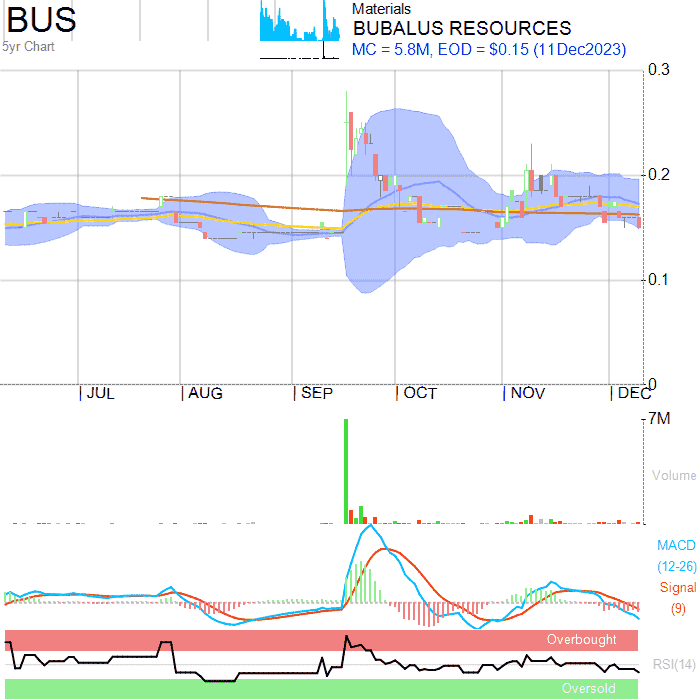 BUS
5yr Chart
Materials
BUBALUS RESOURCES
MC = 5.8M, EOD = $0.15 (11Dec2023)
0.3
0.2
0.1
0
JUL
AUG
SEP
OCT
NOV
DEC
7M
Volume
MACD
(12-26)
Signal
(9)
Overbought
RSI(14)
Oversold